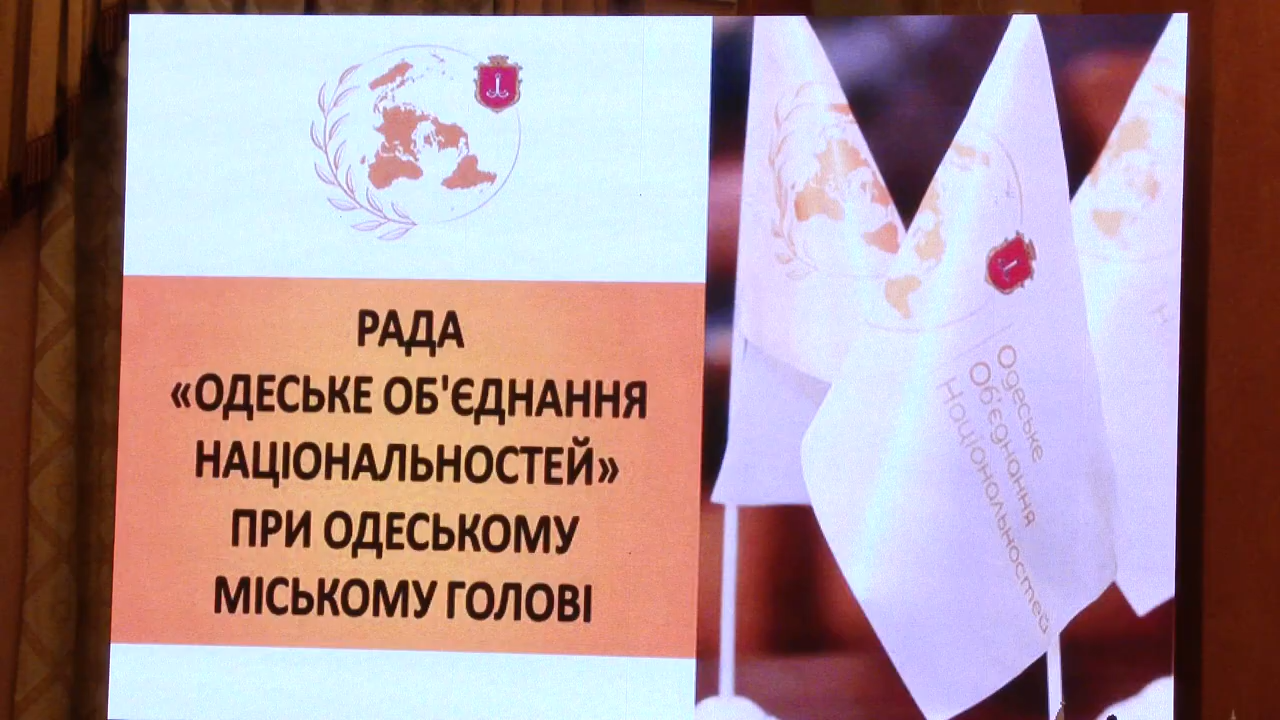 РАДА
«ОДЕСЬКЕ ОБ'ЄДНАННЯ
НАЦІОНАЛЬНОСТЕЙ»
ПРИ ОДЕСЬКОМУ
МІСЬКОМУ ГОЛОВІ
Одеське
Об'єднання
Національностей